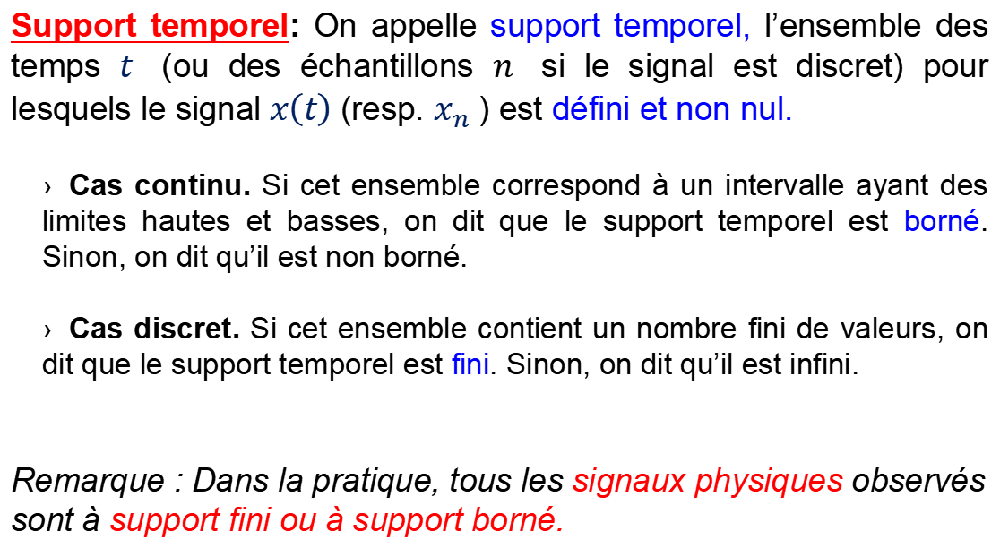 Support temporel: On appelle support temporel, l’ensemble des
temps t (ou des échantillons n si le signal est discret) pour
lesquels le signal x(t) (resp. xₙ ) est défini et non nul.
› Cas continu. Si cet ensemble correspond à un intervalle ayant des
limites hautes et basses, on dit que le support temporel est borné.
Sinon, on dit qu’il est non borné.
› Cas discret. Si cet ensemble contient un nombre fini de valeurs, on
dit que le support temporel est fini. Sinon, on dit qu’il est infini.
Remarque : Dans la pratique, tous les signaux physiques observés
sont à support fini ou à support borné.